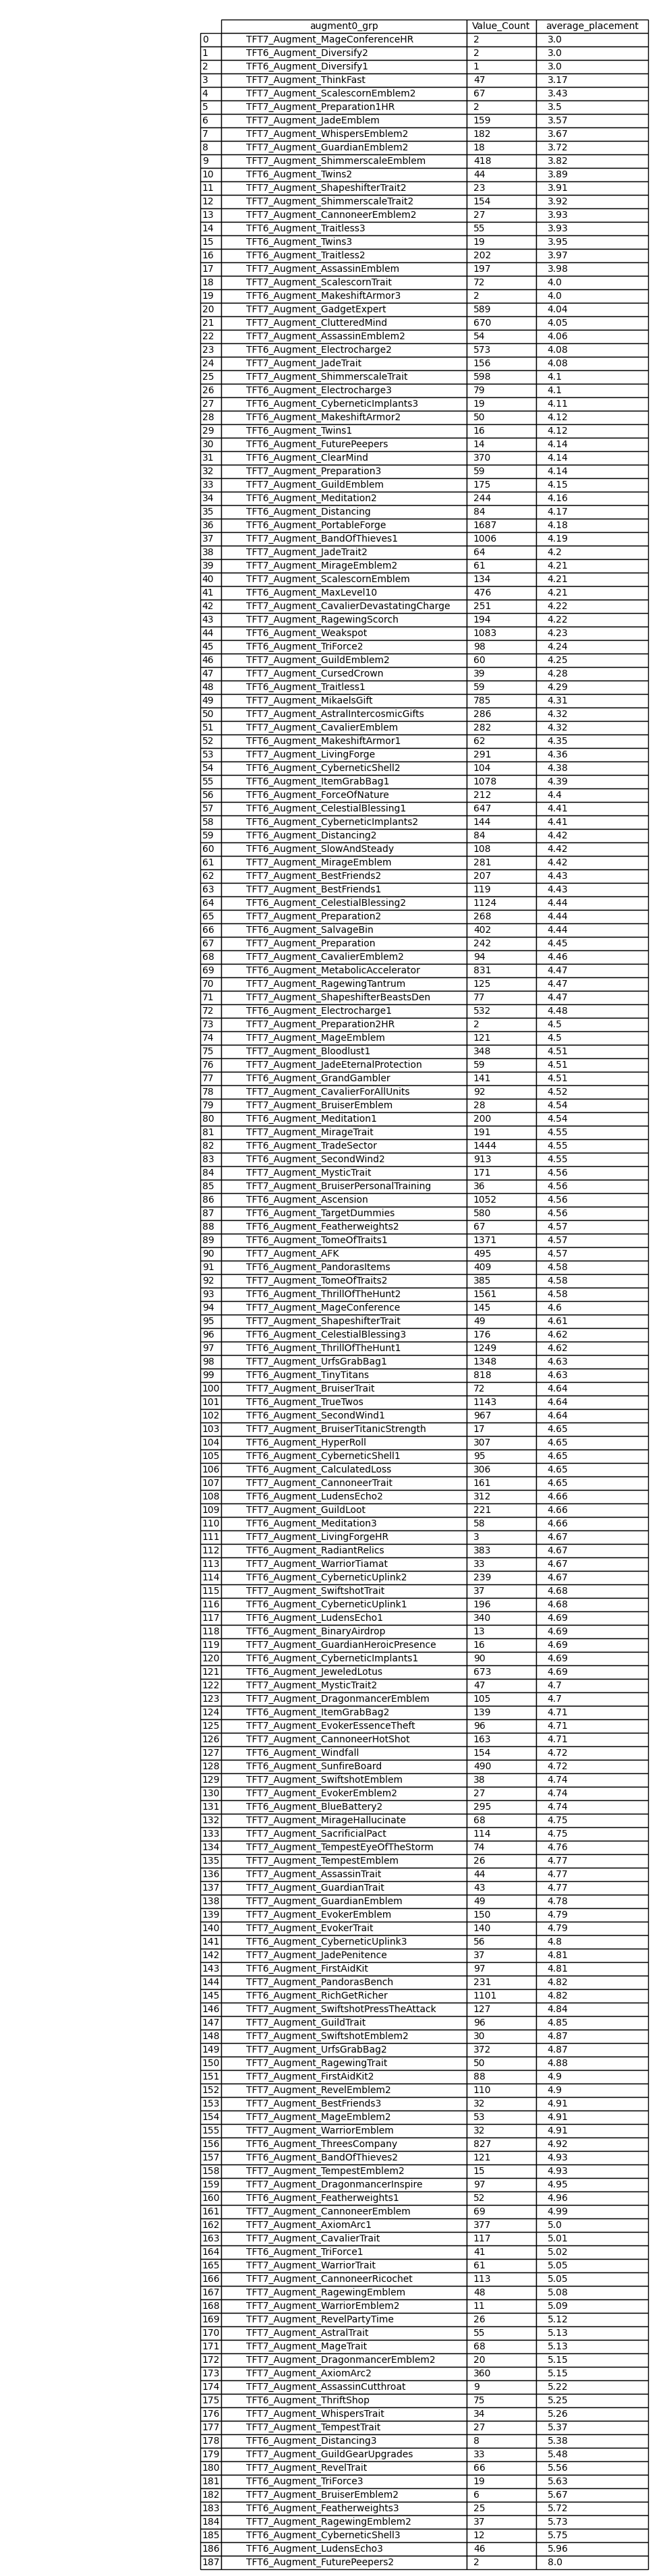 augment0_grp Value_Count average_placement
0 TFT7_Augment_MageConferenceHR 2 3.0
1 TFT6_Augment_Diversify2 2 3.0
2 TFT6_Augment_Diversify1 1 3.0
3 TFT7_Augment_ThinkFast 47 3.17
4 TFT7_Augment_ScalescornEmblem2 67 3.43
5 TFT7_Augment_Preparation1HR 2 3.5
6 TFT7_Augment_JadeEmblem 159 3.57
7 TFT7_Augment_WhispersEmblem2 182 3.67
8 TFT7_Augment_GuardianEmblem2 18 3.72
9 TFT7_Augment_ShimmerscaleEmblem 418 3.82
10 TFT6_Augment_Twins2 44 3.89
11 TFT7_Augment_ShapeshifterTrait2 23 3.91
12 TFT7_Augment_ShimmerscaleTrait2 154 3.92
13 TFT7_Augment_CannoneerEmblem2 27 3.93
14 TFT6_Augment_Traitless3 55 3.93
15 TFT6_Augment_Twins3 19 3.95
16 TFT6_Augment_Traitless2 202 3.97
17 TFT7_Augment_AssassinEmblem 197 3.98
18 TFT7_Augment_ScalescornTrait 72 4.0
19 TFT6_Augment_MakeshiftArmor3 2 4.0
20 TFT7_Augment_GadgetExpert 589 4.04
21 TFT7_Augment_ClutteredMind 670 4.05
22 TFT7_Augment_AssassinEmblem2 54 4.06
23 TFT6_Augment_Electrocharge2 573 4.08
24 TFT7_Augment_JadeTrait 156 4.08
25 TFT7_Augment_ShimmerscaleTrait 598 4.1
26 TFT6_Augment_Electrocharge3 79 4.1
27 TFT6_Augment_CyberneticImplants3 19 4.11
28 TFT6_Augment_MakeshiftArmor2 50 4.12
29 TFT6_Augment_Twins1 16 4.12
30 TFT6_Augment_FuturePeepers 14 4.14
31 TFT6_Augment_ClearMind 370 4.14
32 TFT7_Augment_Preparation3 59 4.14
33 TFT7_Augment_GuildEmblem 175 4.15
34 TFT6_Augment_Meditation2 244 4.16
35 TFT6_Augment_Distancing 84 4.17
36 TFT6_Augment_PortableForge 1687 4.18
37 TFT7_Augment_BandOfThieves1 1006 4.19
38 TFT7_Augment_JadeTrait2 64 4.2
39 TFT7_Augment_MirageEmblem2 61 4.21
40 TFT7_Augment_ScalescornEmblem 134 4.21
41 TFT6_Augment_MaxLevel10 476 4.21
42 TFT7_Augment_CavalierDevastatingCharge 251 4.22
43 TFT7_Augment_RagewingScorch 194 4.22
44 TFT6_Augment_Weakspot 1083 4.23
45 TFT6_Augment_TriForce2 98 4.24
46 TFT7_Augment_GuildEmblem2 60 4.25
47 TFT7_Augment_CursedCrown 39 4.28
48 TFT6_Augment_Traitless1 59 4.29
49 TFT7_Augment_MikaelsGift 785 4.31
50 TFT7_Augment_AstralIntercosmicGifts 286 4.32
51 TFT7_Augment_CavalierEmblem 282 4.32
52 TFT6_Augment_MakeshiftArmor1 62 4.35
53 TFT7_Augment_LivingForge 291 4.36
54 TFT6_Augment_CyberneticShell2 104 4.38
55 TFT6_Augment_ItemGrabBag1 1078 4.39
56 TFT6_Augment_ForceOfNature 212 4.4
57 TFT6_Augment_CelestialBlessing1 647 4.41
58 TFT6_Augment_CyberneticImplants2 144 4.41
59 TFT6_Augment_Distancing2 84 4.42
60 TFT6_Augment_SlowAndSteady 108 4.42
61 TFT7_Augment_MirageEmblem 281 4.42
62 TFT7_Augment_BestFriends2 207 4.43
63 TFT7_Augment_BestFriends1 119 4.43
64 TFT6_Augment_CelestialBlessing2 1124 4.44
65 TFT7_Augment_Preparation2 268 4.44
66 TFT6_Augment_SalvageBin 402 4.44
67 TFT7_Augment_Preparation 242 4.45
68 TFT7_Augment_CavalierEmblem2 94 4.46
69 TFT6_Augment_MetabolicAccelerator 831 4.47
70 TFT7_Augment_RagewingTantrum 125 4.47
71 TFT7_Augment_ShapeshifterBeastsDen 77 4.47
72 TFT6_Augment_Electrocharge1 532 4.48
73 TFT7_Augment_Preparation2HR 2 4.5
74 TFT7_Augment_MageEmblem 121 4.5
75 TFT7_Augment_Bloodlust1 348 4.51
76 TFT7_Augment_JadeEternalProtection 59 4.51
77 TFT6_Augment_GrandGambler 141 4.51
78 TFT7_Augment_CavalierForAllUnits 92 4.52
79 TFT7_Augment_BruiserEmblem 28 4.54
80 TFT6_Augment_Meditation1 200 4.54
81 TFT7_Augment_MirageTrait 191 4.55
82 TFT6_Augment_TradeSector 1444 4.55
83 TFT6_Augment_SecondWind2 913 4.55
84 TFT7_Augment_MysticTrait 171 4.56
85 TFT7_Augment_BruiserPersonalTraining 36 4.56
86 TFT6_Augment_Ascension 1052 4.56
87 TFT6_Augment_TargetDummies 580 4.56
88 TFT6_Augment_Featherweights2 67 4.57
89 TFT6_Augment_TomeOfTraits1 1371 4.57
90 TFT7_Augment_AFK 495 4.57
91 TFT6_Augment_PandorasItems 409 4.58
92 TFT7_Augment_TomeOfTraits2 385 4.58
93 TFT6_Augment_ThrillOfTheHunt2 1561 4.58
94 TFT7_Augment_MageConference 145 4.6
95 TFT7_Augment_ShapeshifterTrait 49 4.61
96 TFT6_Augment_CelestialBlessing3 176 4.62
97 TFT6_Augment_ThrillOfTheHunt1 1249 4.62
98 TFT7_Augment_UrfsGrabBag1 1348 4.63
99 TFT6_Augment_TinyTitans 818 4.63
100 TFT7_Augment_BruiserTrait 72 4.64
101 TFT6_Augment_TrueTwos 1143 4.64
102 TFT6_Augment_SecondWind1 967 4.64
103 TFT7_Augment_BruiserTitanicStrength 17 4.65
104 TFT6_Augment_HyperRoll 307 4.65
105 TFT6_Augment_CyberneticShell1 95 4.65
106 TFT6_Augment_CalculatedLoss 306 4.65
107 TFT7_Augment_CannoneerTrait 161 4.65
108 TFT6_Augment_LudensEcho2 312 4.66
109 TFT7_Augment_GuildLoot 221 4.66
110 TFT6_Augment_Meditation3 58 4.66
111 TFT7_Augment_LivingForgeHR 3 4.67
112 TFT6_Augment_RadiantRelics 383 4.67
113 TFT7_Augment_WarriorTiamat 33 4.67
114 TFT6_Augment_CyberneticUplink2 239 4.67
115 TFT7_Augment_SwiftshotTrait 37 4.68
116 TFT6_Augment_CyberneticUplink1 196 4.68
117 TFT6_Augment_LudensEcho1 340 4.69
118 TFT6_Augment_BinaryAirdrop 13 4.69
119 TFT7_Augment_GuardianHeroicPresence 16 4.69
120 TFT6_Augment_CyberneticImplants1 90 4.69
121 TFT6_Augment_JeweledLotus 673 4.69
122 TFT7_Augment_MysticTrait2 47 4.7
123 TFT7_Augment_DragonmancerEmblem 105 4.7
124 TFT6_Augment_ItemGrabBag2 139 4.71
125 TFT7_Augment_EvokerEssenceTheft 96 4.71
126 TFT7_Augment_CannoneerHotShot 163 4.71
127 TFT6_Augment_Windfall 154 4.72
128 TFT6_Augment_SunfireBoard 490 4.72
129 TFT7_Augment_SwiftshotEmblem 38 4.74
130 TFT7_Augment_EvokerEmblem2 27 4.74
131 TFT6_Augment_BlueBattery2 295 4.74
132 TFT7_Augment_MirageHallucinate 68 4.75
133 TFT7_Augment_SacrificialPact 114 4.75
134 TFT7_Augment_TempestEyeOfTheStorm 74 4.76
135 TFT7_Augment_TempestEmblem 26 4.77
136 TFT7_Augment_AssassinTrait 44 4.77
137 TFT7_Augment_GuardianTrait 43 4.77
138 TFT7_Augment_GuardianEmblem 49 4.78
139 TFT7_Augment_EvokerEmblem 150 4.79
140 TFT7_Augment_EvokerTrait 140 4.79
141 TFT6_Augment_CyberneticUplink3 56 4.8
142 TFT7_Augment_JadePenitence 37 4.81
143 TFT6_Augment_FirstAidKit 97 4.81
144 TFT7_Augment_PandorasBench 231 4.82
145 TFT6_Augment_RichGetRicher 1101 4.82
146 TFT7_Augment_SwiftshotPressTheAttack 127 4.84
147 TFT7_Augment_GuildTrait 96 4.85
148 TFT7_Augment_SwiftshotEmblem2 30 4.87
149 TFT7_Augment_UrfsGrabBag2 372 4.87
150 TFT7_Augment_RagewingTrait 50 4.88
151 TFT7_Augment_FirstAidKit2 88 4.9
152 TFT7_Augment_RevelEmblem2 110 4.9
153 TFT7_Augment_BestFriends3 32 4.91
154 TFT7_Augment_MageEmblem2 53 4.91
155 TFT7_Augment_WarriorEmblem 32 4.91
156 TFT6_Augment_ThreesCompany 827 4.92
157 TFT6_Augment_BandOfThieves2 121 4.93
158 TFT7_Augment_TempestEmblem2 15 4.93
159 TFT7_Augment_DragonmancerInspire 97 4.95
160 TFT6_Augment_Featherweights1 52 4.96
161 TFT7_Augment_CannoneerEmblem 69 4.99
162 TFT7_Augment_AxiomArc1 377 5.0
163 TFT7_Augment_CavalierTrait 117 5.01
164 TFT6_Augment_TriForce1 41 5.02
165 TFT7_Augment_WarriorTrait 61 5.05
166 TFT7_Augment_CannoneerRicochet 113 5.05
167 TFT7_Augment_RagewingEmblem 48 5.08
168 TFT7_Augment_WarriorEmblem2 11 5.09
169 TFT7_Augment_RevelPartyTime 26 5.12
170 TFT7_Augment_AstralTrait 55 5.13
171 TFT7_Augment_MageTrait 68 5.13
172 TFT7_Augment_DragonmancerEmblem2 20 5.15
173 TFT7_Augment_AxiomArc2 360 5.15
174 TFT7_Augment_AssassinCutthroat 9 5.22
175 TFT6_Augment_ThriftShop 75 5.25
176 TFT7_Augment_WhispersTrait 34 5.26
177 TFT7_Augment_TempestTrait 27 5.37
178 TFT6_Augment_Distancing3 8 5.38
179 TFT7_Augment_GuildGearUpgrades 33 5.48
180 TFT7_Augment_RevelTrait 66 5.56
181 TFT6_Augment_TriForce3 19 5.63
182 TFT7_Augment_BruiserEmblem2 6 5.67
183 TFT6_Augment_Featherweights3 25 5.72
184 TFT7_Augment_RagewingEmblem2 37 5.73
185 TFT6_Augment_CyberneticShell3 12 5.75
186 TFT6_Augment_LudensEcho3 46 5.96
187 TFT6_Augment_FuturePeepers2 2 8.0